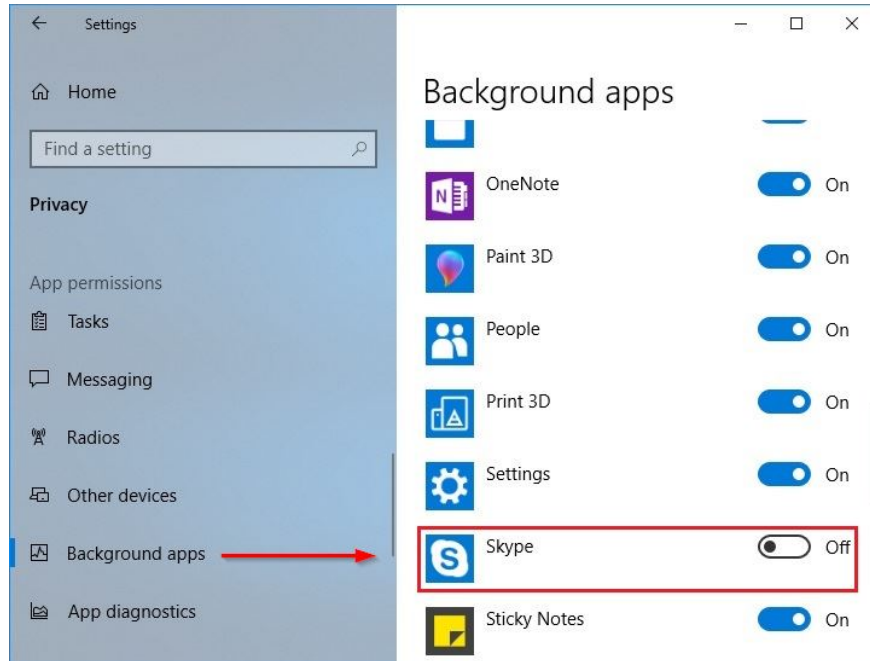 Settings
Home
Find a setting
Privacy
App permissions
Tasks
Messaging
Radios
Other devices
Background apps
App diagnostics
Background apps
OneNote On
Paint 3D On
People On
Print 3D On
Settings On
Skype Off
Sticky Notes On